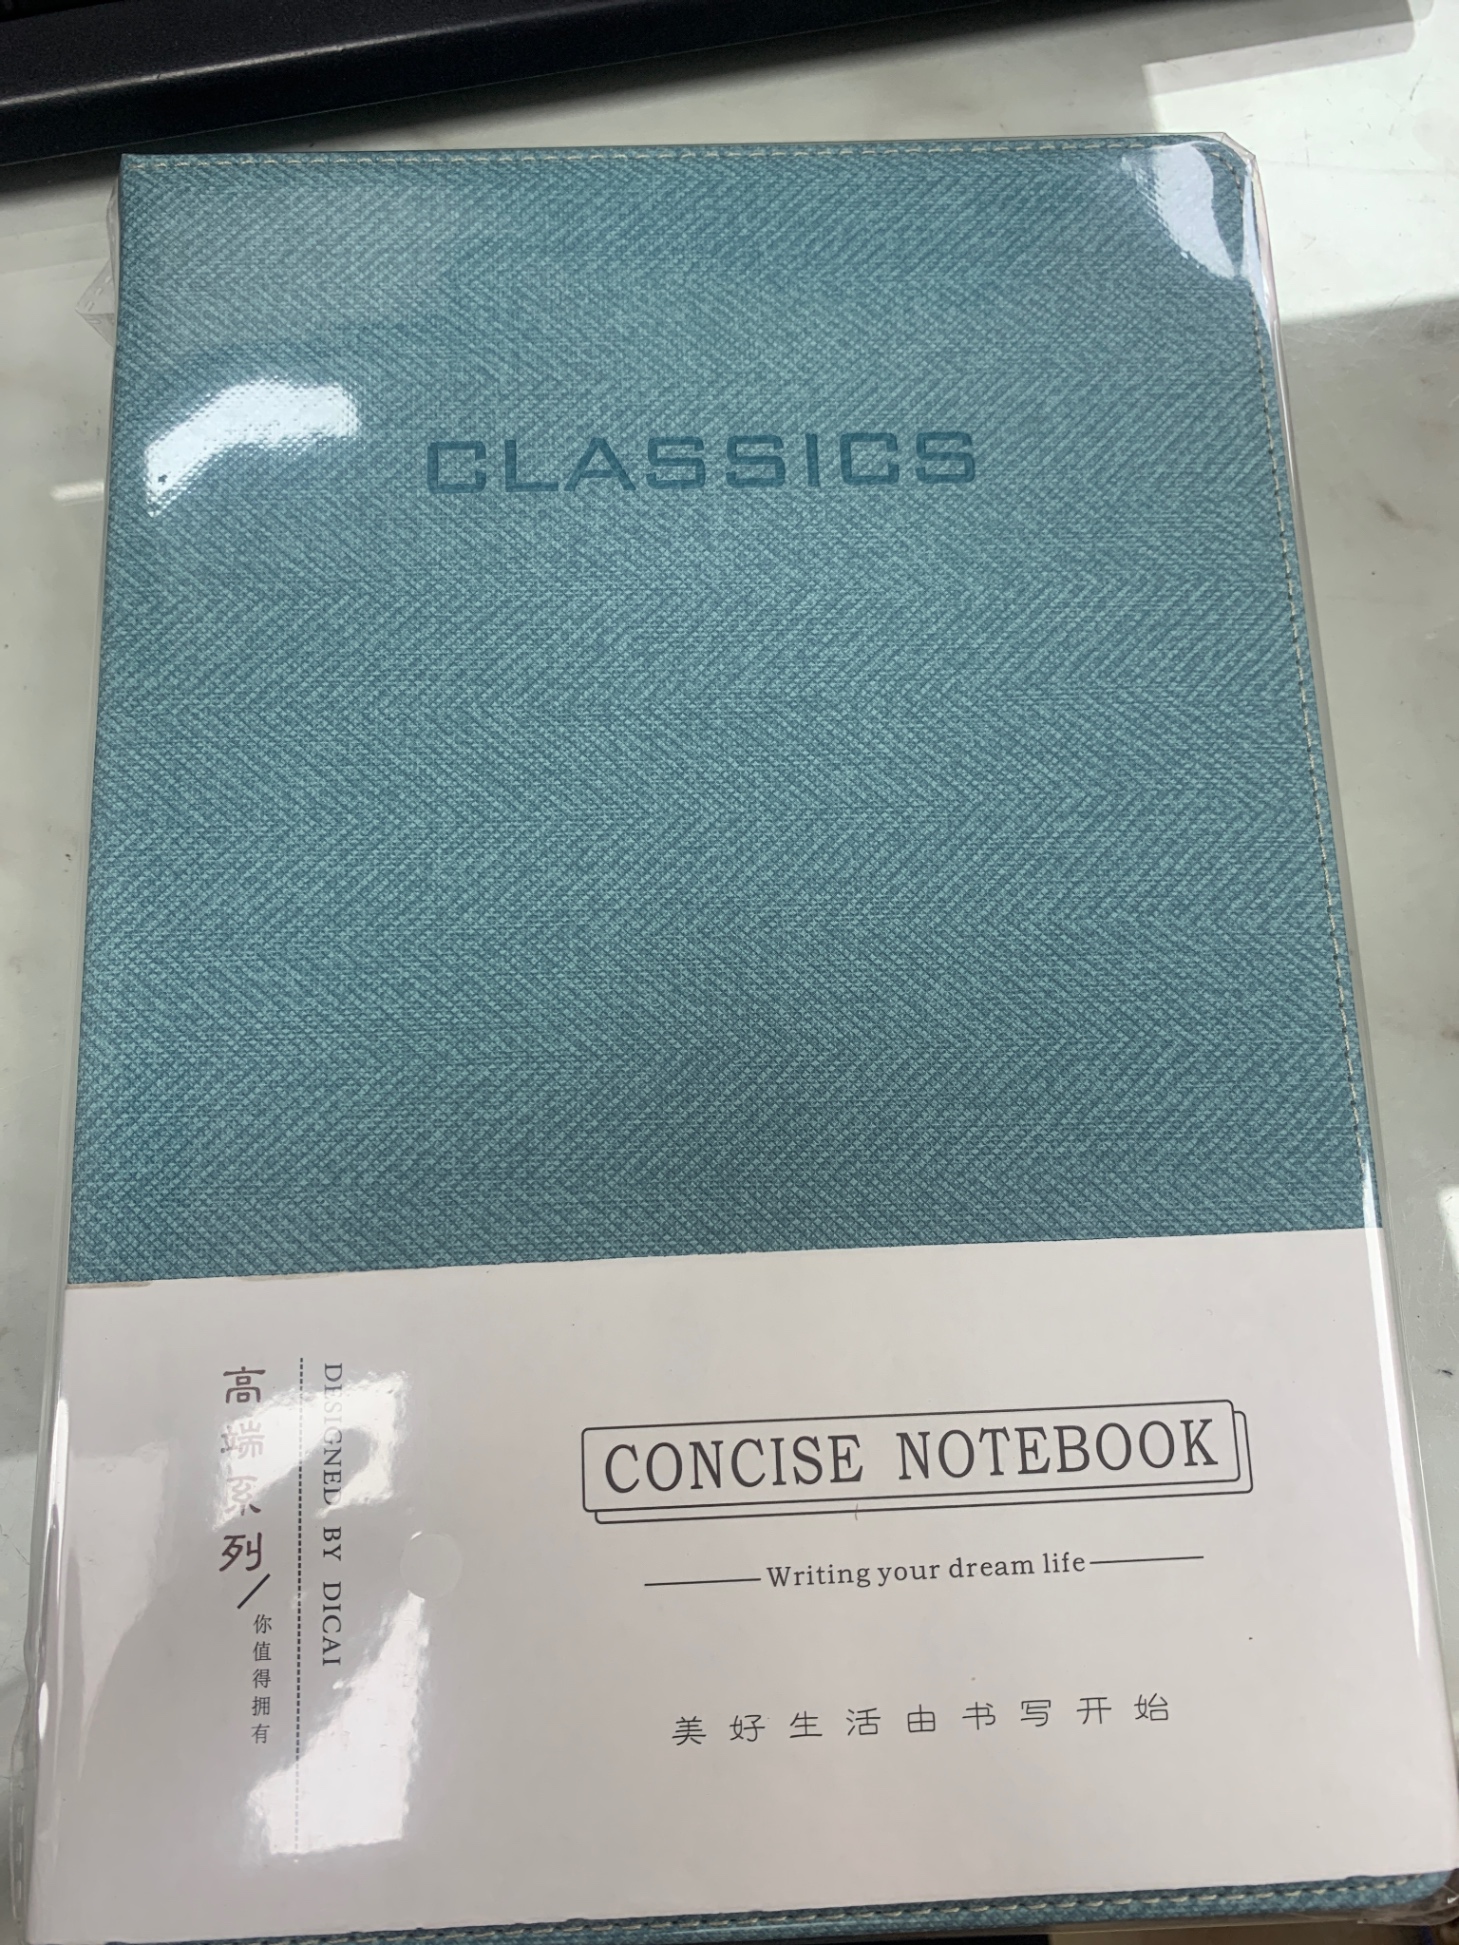 CLASSICS
高端系列/
你值得拥有
DESIGNED BY DICAI
CONCISE NOTEBOOK
Writing your dream life
美好生活由书写开始